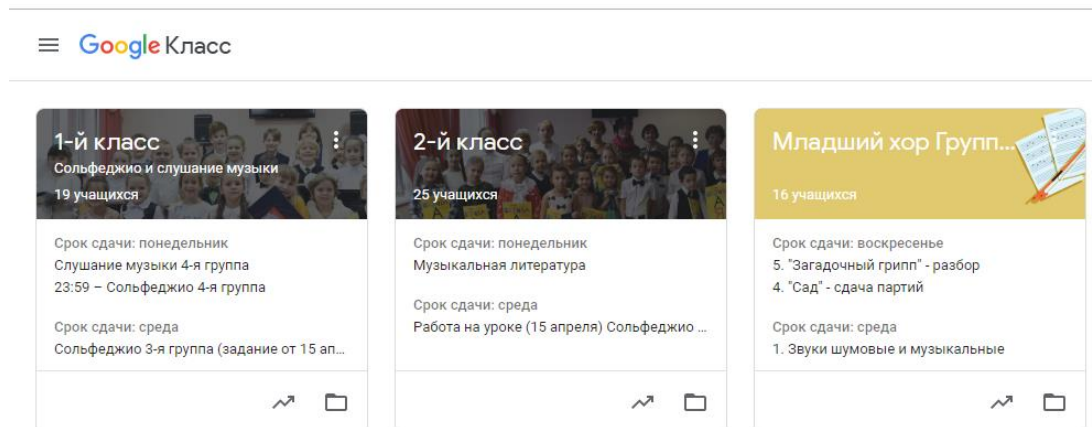 Google Класс
1-й класс
Сольфеджио и слушание музыки
19 учащихся
Срок сдачи: понедельник
Слушание музыки 4-я группа
23:59 – Сольфеджио 4-я группа
Срок сдачи: среда
Сольфеджио 3-я группа (задание от 15 ап...
2-й класс
25 учащихся
Срок сдачи: понедельник
Музыкальная литература
Срок сдачи: среда
Работа на уроке (15 апреля) Сольфеджио ...
Младший хор Групп...
16 учащихся
Срок сдачи: воскресенье
5. "Загадочный грипп" - разбор
4. "Сад" - сдача партий
Срок сдачи: среда
1. Звуки шумовые и музыкальные